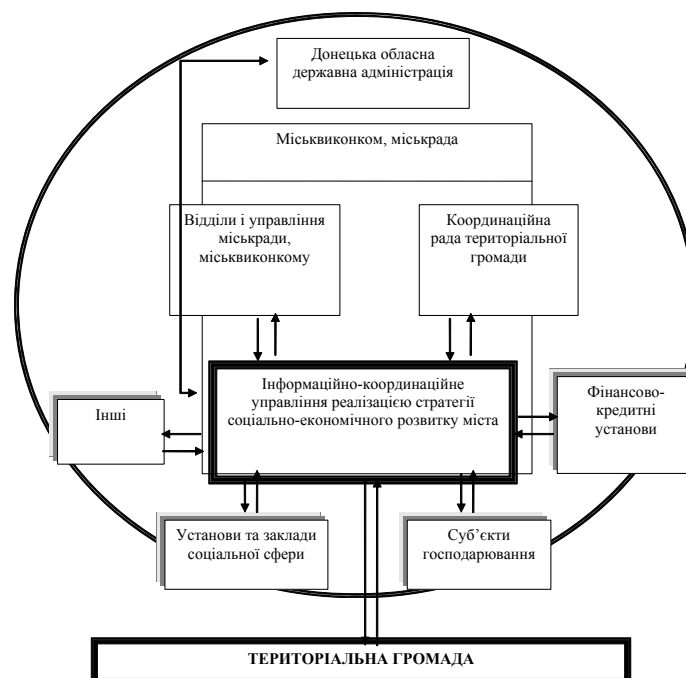 Донецька обласна
державна адміністрація
Міськвиконком, міськрада
Відділи і управління
міськради,
міськвиконкому
Координаційна
рада територіальної
громади
Інформаційно-координаційне
управління реалізацією стратегії
соціально-економічного розвитку міста
Інші
Фінансово-
кредитні
установи
Установи та заклади
соціальної сфери
Суб’єкти
господарювання
ТЕРИТОРІАЛЬНА ГРОМАДА